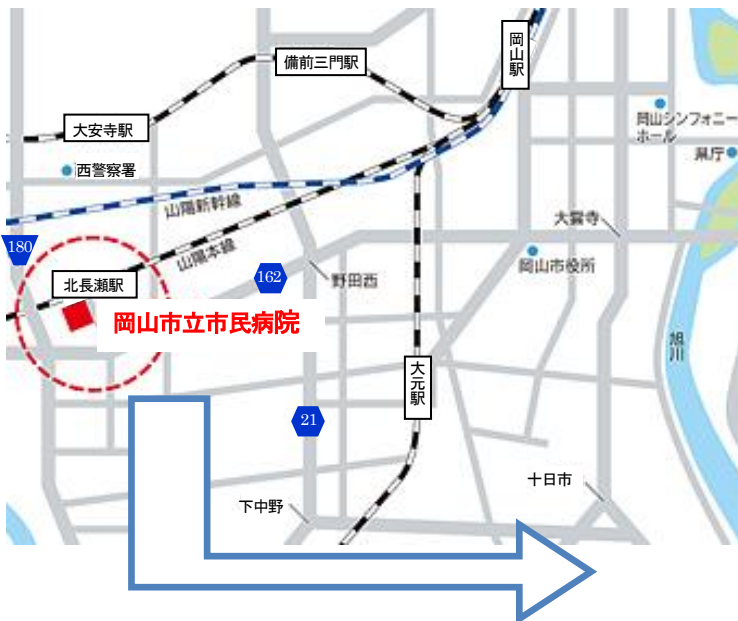 岡山駅
備前三門駅
大安寺駅
岡山シンフォニー
ホール
県庁
西警察署
山陽新幹線
大雲寺
180
山陽本線
北長瀬駅
162
野田西
岡山市役所
岡山市立市民病院
旭川
大元駅
21
十日市
下中野